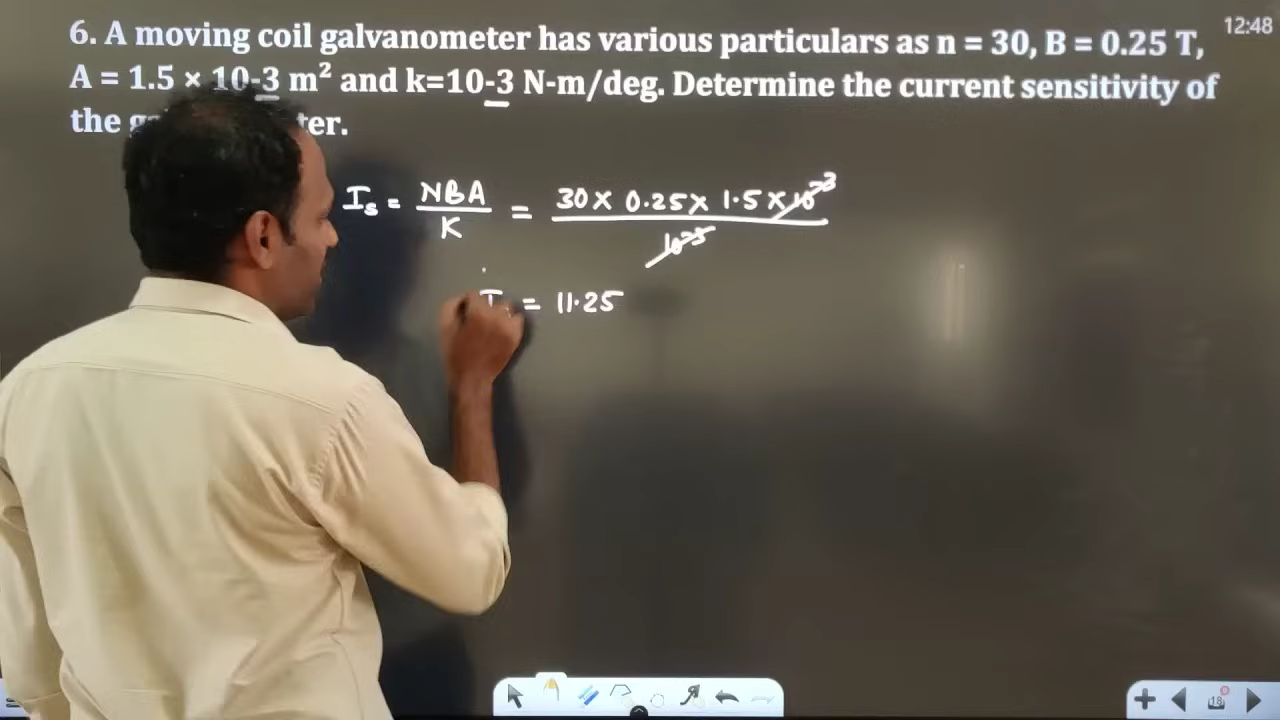 12:48
6. A moving coil galvanometer has various particulars as n = 30, B = 0.25 T,
A = 1.5 × 10-3 m² and k=10-3 N-m/deg. Determine the current sensitivity of
the ter.
Is = NBA / K = 30 × 0.25 × 1.5 × 10⁻³ /
= 11.25
18